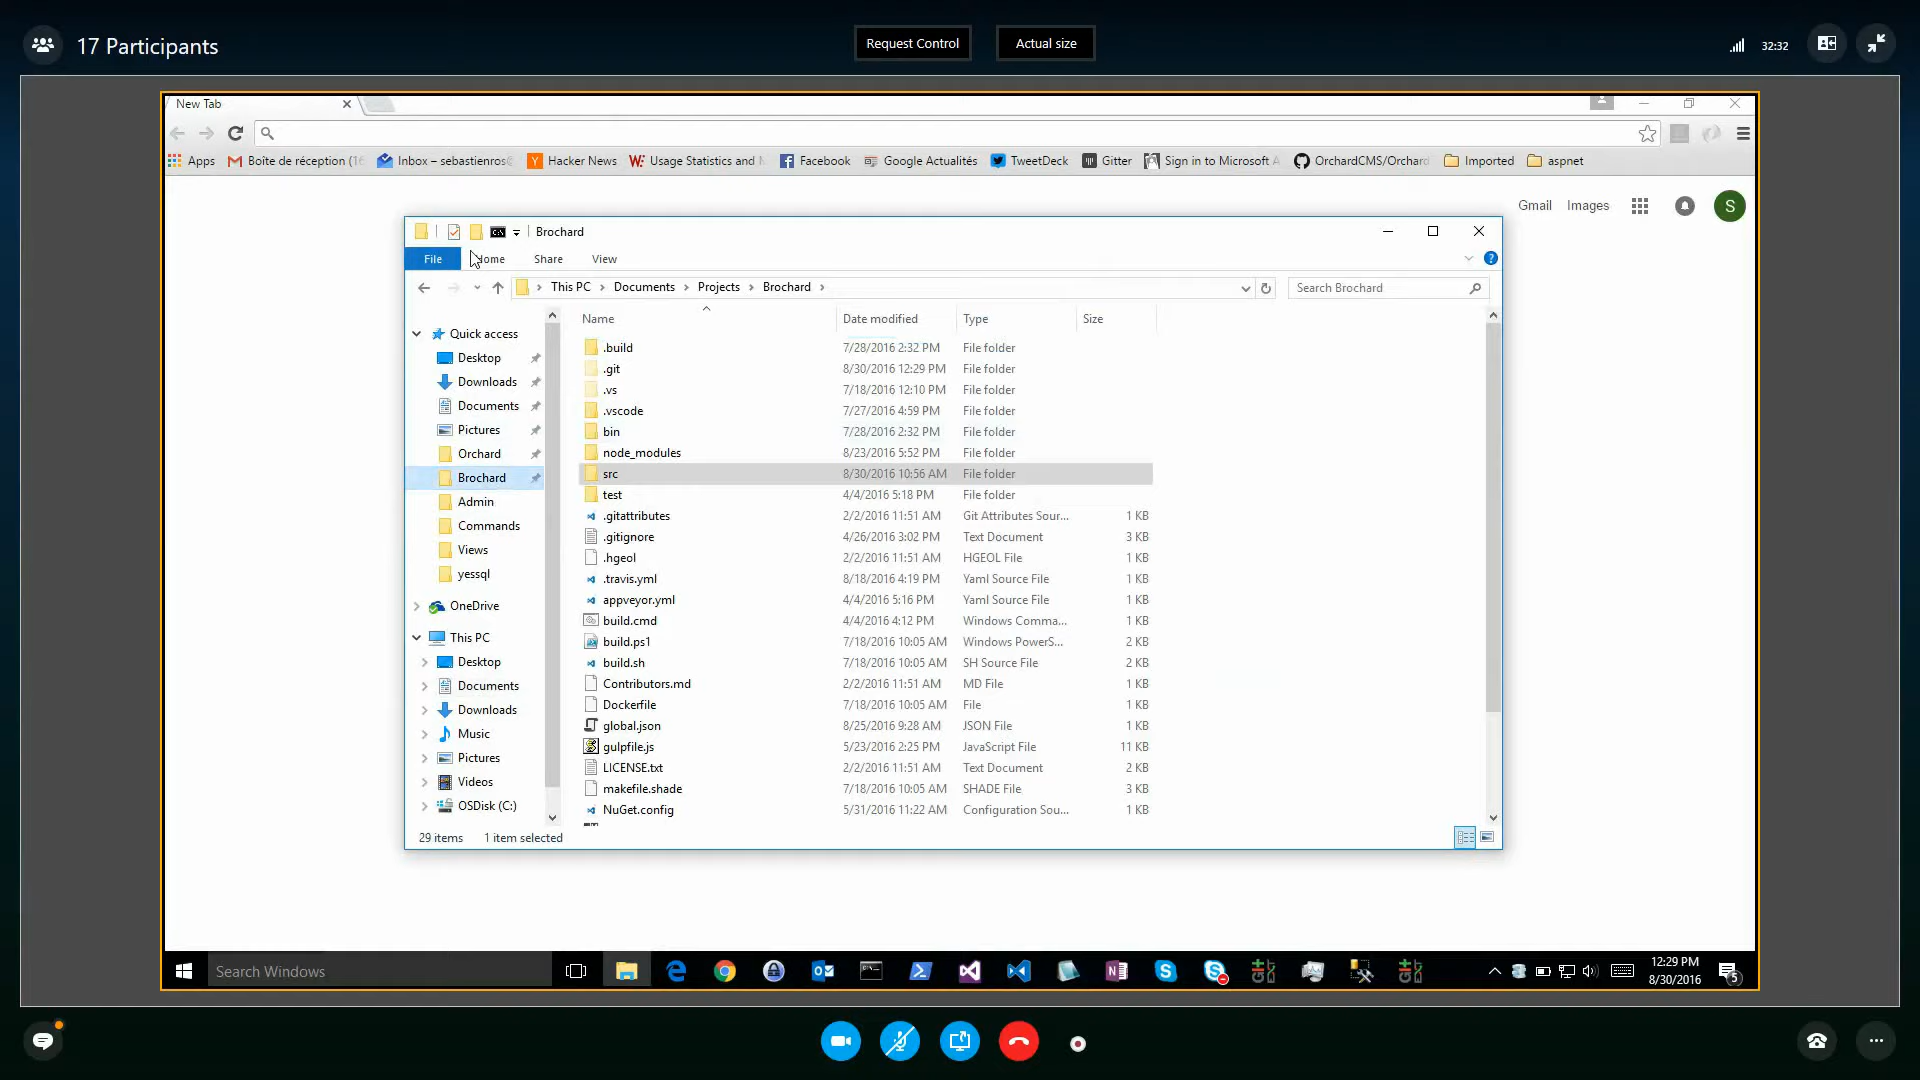 17 Participants
Request Control
Actual size
32:32
New Tab
Apps
Boîte de réception (1
Inbox – sebastienros
Hacker News
Usage Statistics and
Facebook
Google Actualités
TweetDeck
Gitter
Sign in to Microsoft A
OrchardCMS/Orchard
Imported
aspnet
Gmail
Images
S
Brochard
File
Home
Share
View
This PC
Documents
Projects
Brochard
Search Brochard
Name
Date modified
Type
Size
Quick access
Desktop
Downloads
Documents
Pictures
Orchard
Brochard
Admin
Commands
Views
yessql
OneDrive
This PC
Desktop
Documents
Downloads
Music
Pictures
Videos
OSDisk (C:)
.build 7/28/2016 2:32 PM File folder
.git 8/30/2016 12:29 PM File folder
.vs 7/18/2016 12:10 PM File folder
.vscode 7/27/2016 4:59 PM File folder
bin 7/28/2016 2:32 PM File folder
node_modules 8/23/2016 5:52 PM File folder
src 8/30/2016 10:56 AM File folder
test 4/4/2016 5:18 PM File folder
.gitattributes 2/2/2016 11:51 AM Git Attributes Sour... 1 KB
.gitignore 4/26/2016 3:02 PM Text Document 3 KB
.hgeol 2/2/2016 11:51 AM HGEOL File 1 KB
.travis.yml 8/18/2016 4:19 PM Yaml Source File 1 KB
appveyor.yml 4/4/2016 5:16 PM Yaml Source File 1 KB
build.cmd 4/4/2016 4:12 PM Windows Comma... 1 KB
build.ps1 7/18/2016 10:05 AM Windows PowerS... 2 KB
build.sh 7/18/2016 10:05 AM SH Source File 2 KB
Contributors.md 2/2/2016 11:51 AM MD File 1 KB
Dockerfile 7/18/2016 10:05 AM File 1 KB
global.json 8/25/2016 9:28 AM JSON File 1 KB
gulpfile.js 5/23/2016 2:25 PM JavaScript File 11 KB
LICENSE.txt 2/2/2016 11:51 AM Text Document 2 KB
makefile.shade 7/18/2016 10:05 AM SHADE File 3 KB
NuGet.config 5/31/2016 11:22 AM Configuration Sou... 1 KB
29 items
1 item selected
Search Windows
12:29 PM
8/30/2016
5